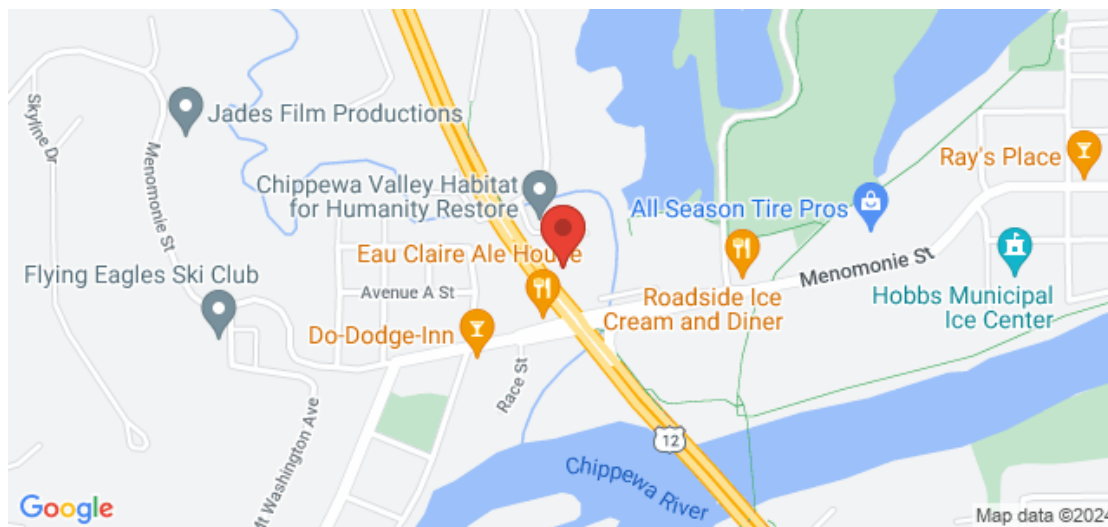 Skyline Dr
Menomonie St
Jades Film Productions
Chippewa Valley Habitat
for Humanity Restore
Ray's Place
All Season Tire Pros
Eau Claire Ale House
Menomonie St
Flying Eagles Ski Club
Avenue A St
Roadside Ice
Cream and Diner
Hobbs Municipal
Ice Center
Do-Dodge-Inn
Race St
12
Mt Washington Ave
Chippewa River
Google
Map data ©2024